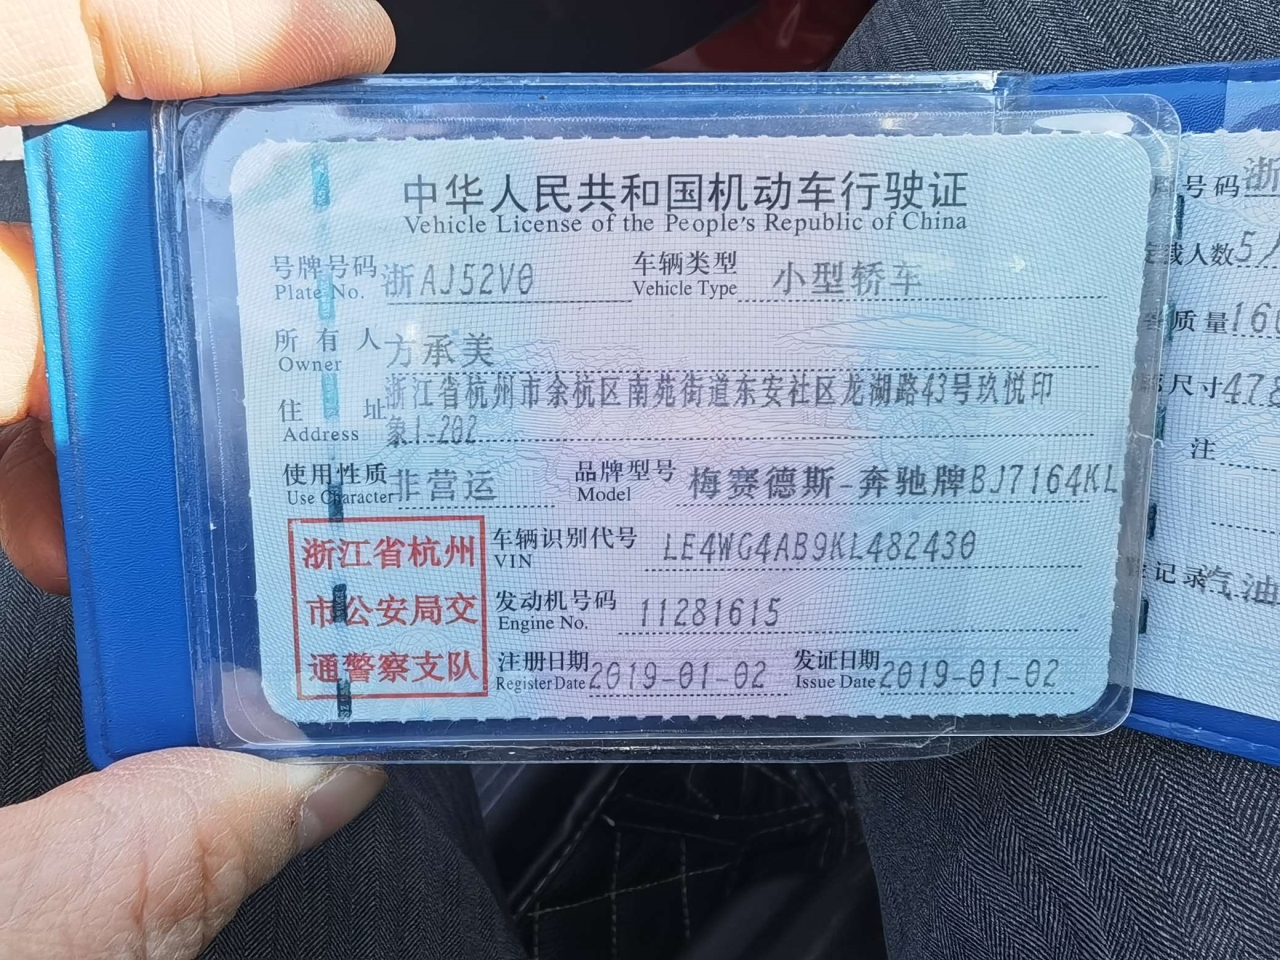 中华人民共和国机动车行驶证
Vehicle License of the People's Republic of China
号牌号码 浙AJ52V0 车辆类型 小型轿车
Plate No. Vehicle Type
所有人 方承美
Owner
住址 浙江省杭州市余杭区南苑街道东安社区龙湖路43号玖悦印
Address 象1-202
使用性质 非营运 品牌型号 梅赛德斯-奔驰牌BJ7164KL
Use Character Model
浙江省杭州
市公安局交
通警察支队
车辆识别代号 LE4WG4AB9KL482430
VIN
发动机号码 11281615
Engine No.
注册日期 2019-01-02 发证日期 2019-01-02
Register Date Issue Date
号码 浙
载人数 5
质量 16
尺寸 478
注
记录 汽油